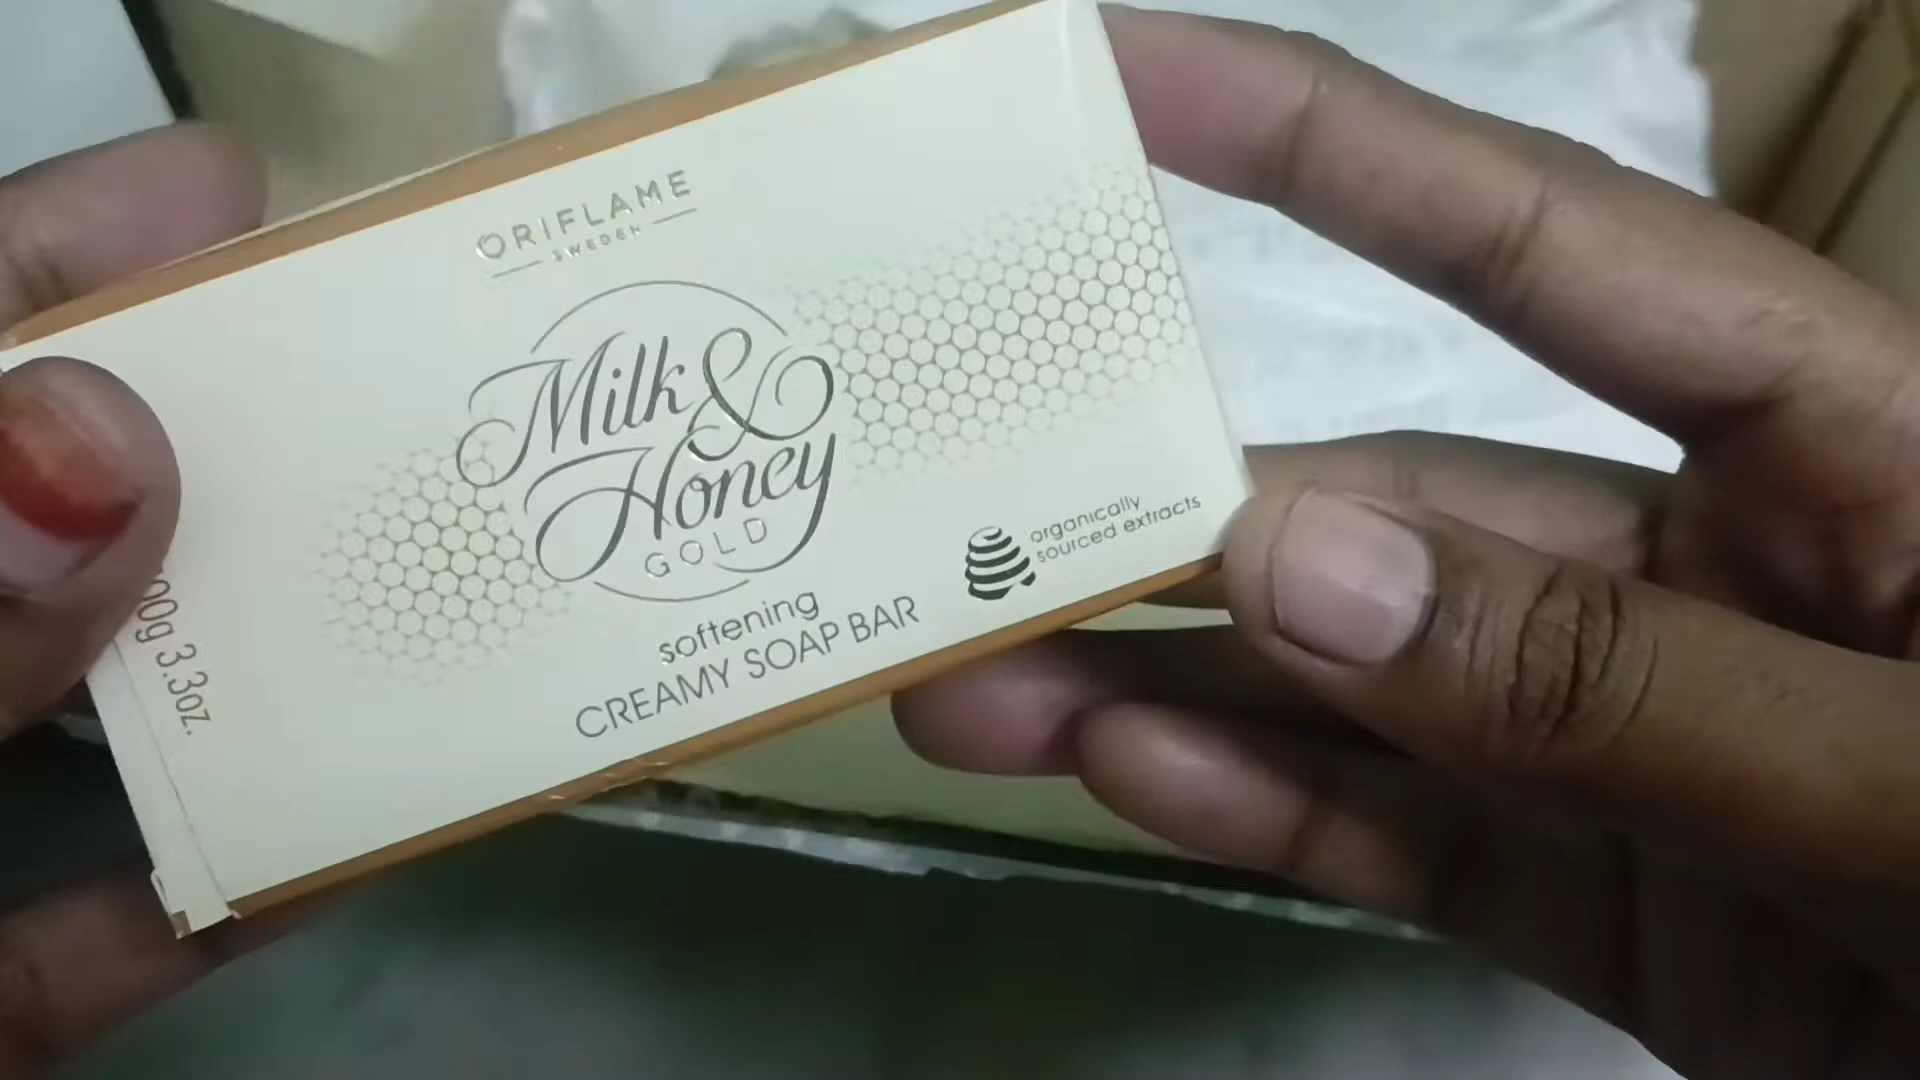 ORIFLAME
SWEDEN
Milk &
Honey
GOLD
softening
CREAMY SOAP BAR
organically
sourced extracts
3.3oz.